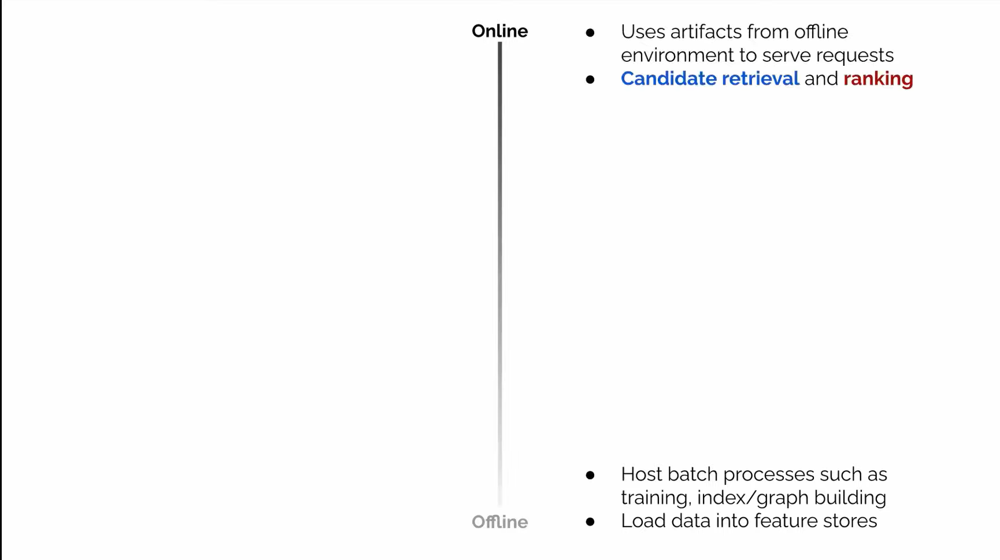 Online
● Uses artifacts from offline
environment to serve requests
● Candidate retrieval and ranking
● Host batch processes such as
training, index/graph building
Offline
● Load data into feature stores